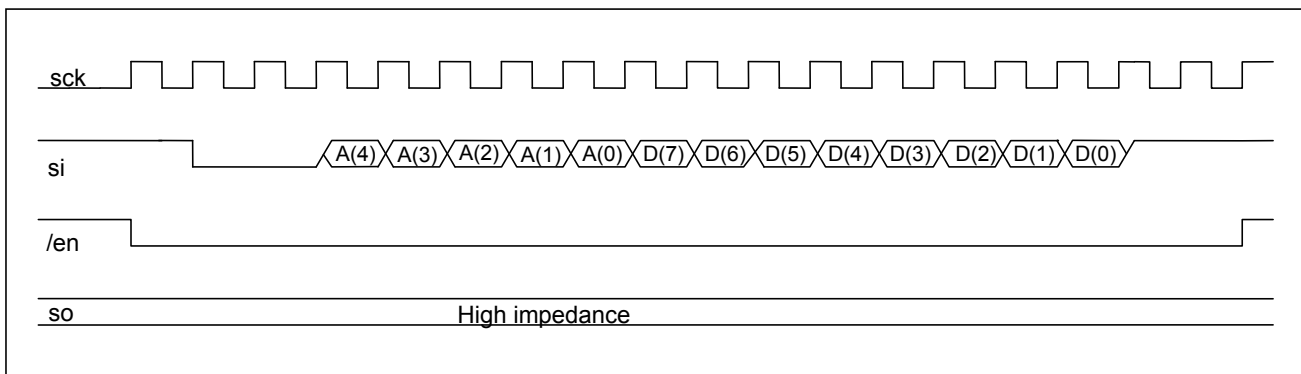 sck
si
A(4) A(3) A(2) A(1) A(0) D(7) D(6) D(5) D(4) D(3) D(2) D(1) D(0)
/en
so High impedance